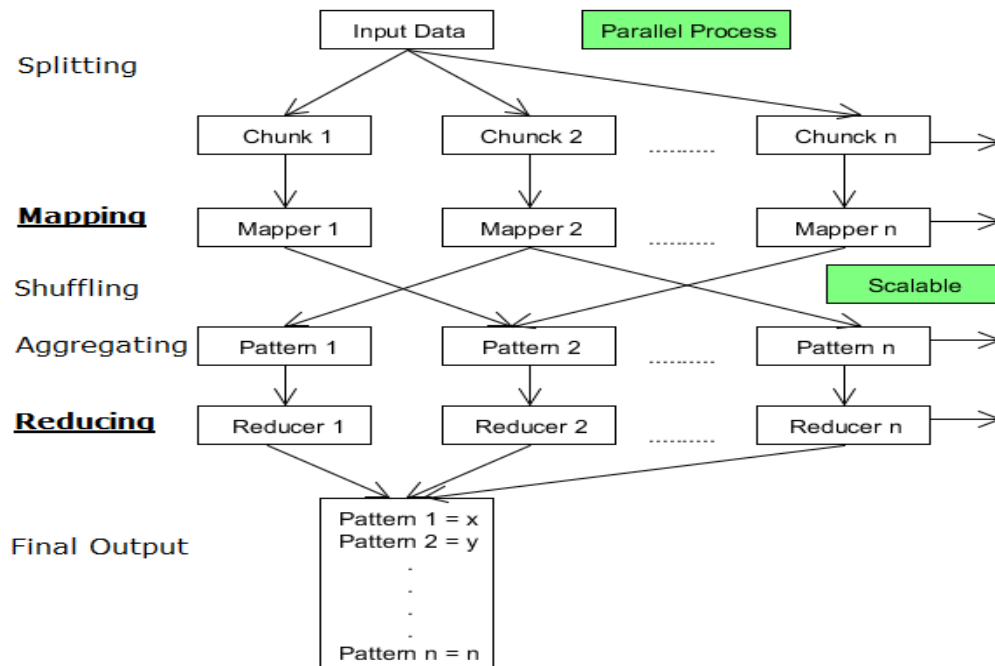 Input Data
Parallel Process
Splitting
Chunk 1
Chunck 2
Chunck n
Mapping
Mapper 1
Mapper 2
Mapper n
Shuffling
Scalable
Aggregating
Pattern 1
Pattern 2
Pattern n
Reducing
Reducer 1
Reducer 2
Reducer n
Final Output
Pattern 1 = x
Pattern 2 = y
Pattern n = n